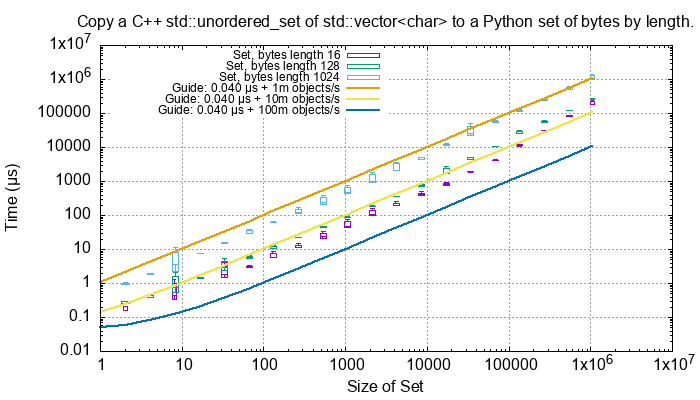 Copy a C++ std::unordered_set of std::vector<char> to a Python set of bytes by length.
Set, bytes length 16
Set, bytes length 128
Set, bytes length 1024
Guide: 0.040 µs + 1m objects/s
Guide: 0.040 µs + 10m objects/s
Guide: 0.040 µs + 100m objects/s
Time (µs)
1x10⁷
1x10⁶
100000
10000
1000
100
10
1
0.1
0.01
1 10 100 1000 10000 100000 1x10⁶ 1x10⁷
Size of Set